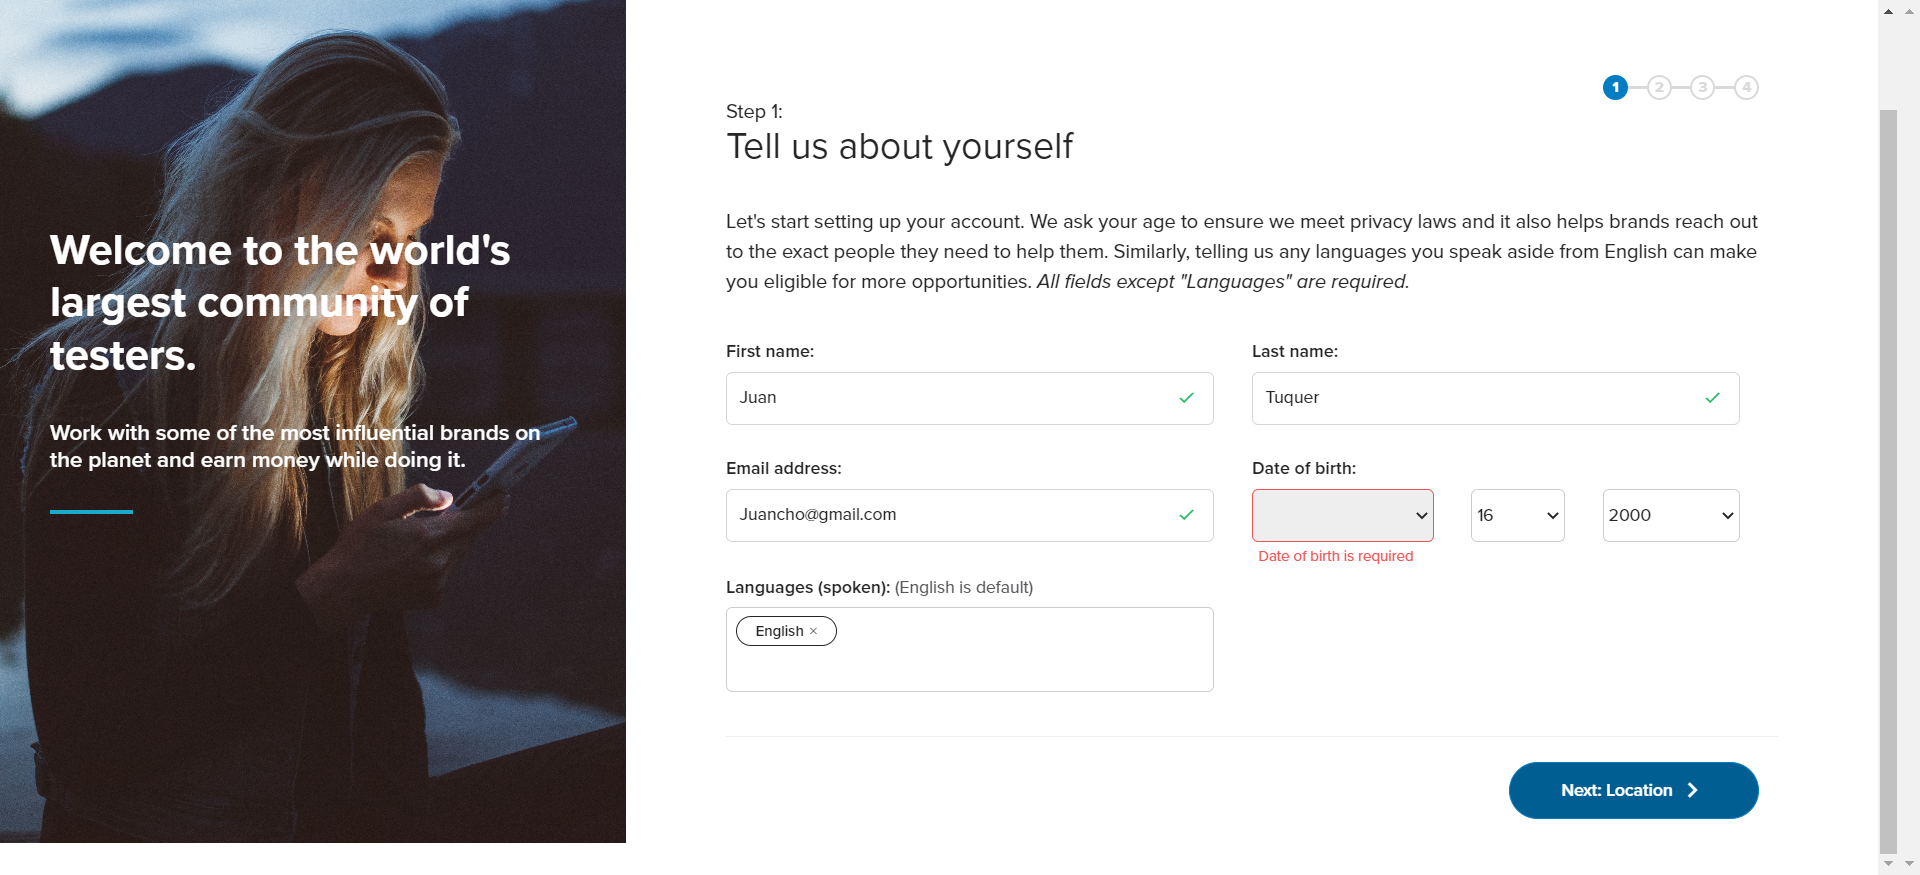 Welcome to the world's
largest community of
testers.
Work with some of the most influential brands on
the planet and earn money while doing it.
1 2 3 4
Step 1:
Tell us about yourself
Let's start setting up your account. We ask your age to ensure we meet privacy laws and it also helps brands reach out
to the exact people they need to help them. Similarly, telling us any languages you speak aside from English can make
you eligible for more opportunities. All fields except "Languages" are required.
First name:
Juan
Last name:
Tuquer
Email address:
Juancho@gmail.com
Date of birth:
16 2000
Date of birth is required
Languages (spoken): (English is default)
English ×
Next: Location